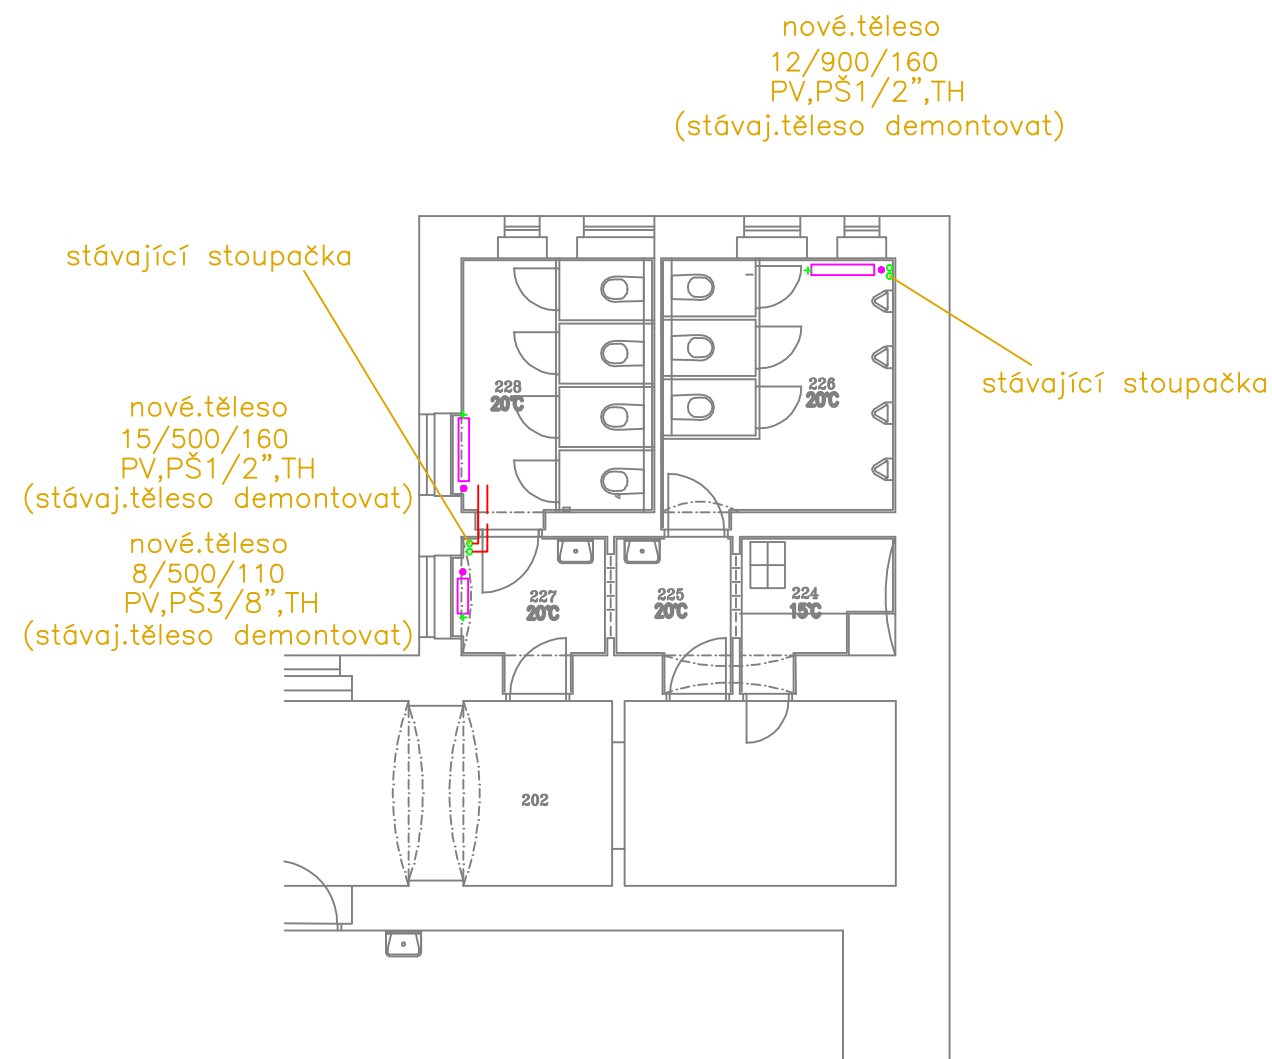 nové.těleso
12/900/160
PV,PŠ1/2",TH
(stávaj.těleso demontovat)
stávající stoupačka
stávající stoupačka
nové.těleso
15/500/160
PV,PŠ1/2",TH
(stávaj.těleso demontovat)
nové.těleso
8/500/110
PV,PŠ3/8",TH
(stávaj.těleso demontovat)
228
20℃
226
20℃
227
20℃
225
20℃
224
15℃
202